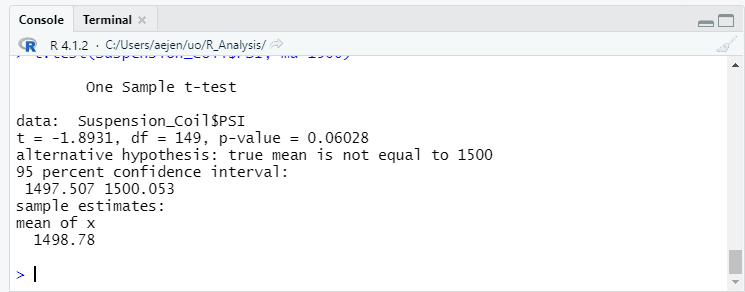 Console Terminal
R R 4.1.2 · C:/Users/aejen/uo/R_Analysis/
One Sample t-test
data: Suspension_Coil$PSI
t = -1.8931, df = 149, p-value = 0.06028
alternative hypothesis: true mean is not equal to 1500
95 percent confidence interval:
1497.507 1500.053
sample estimates:
mean of x
1498.78
>